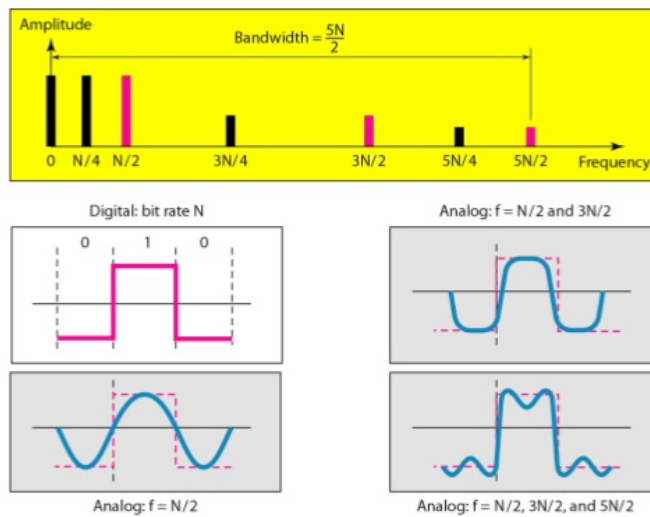 Amplitude
Bandwidth = 5N/2
0 N/4 N/2 3N/4 3N/2 5N/4 5N/2 Frequency
Digital: bit rate N
0 1 0
Analog: f = N/2 and 3N/2
Analog: f = N/2
Analog: f = N/2, 3N/2, and 5N/2